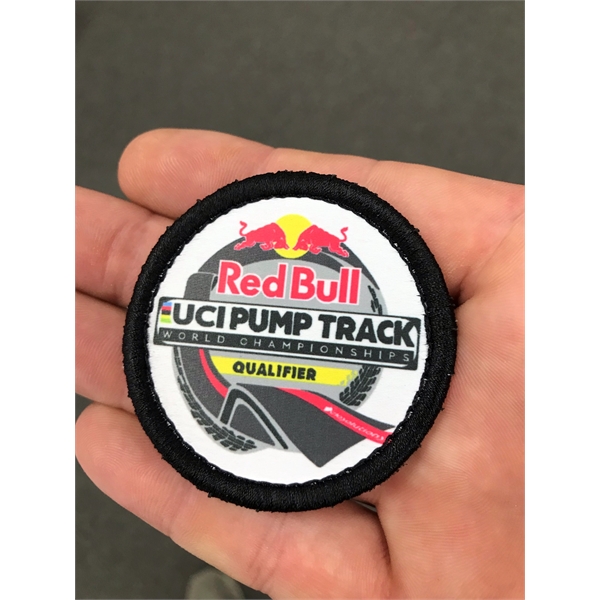 Red Bull
UCI PUMP TRACK
WORLD CHAMPIONSHIPS
QUALIFIER